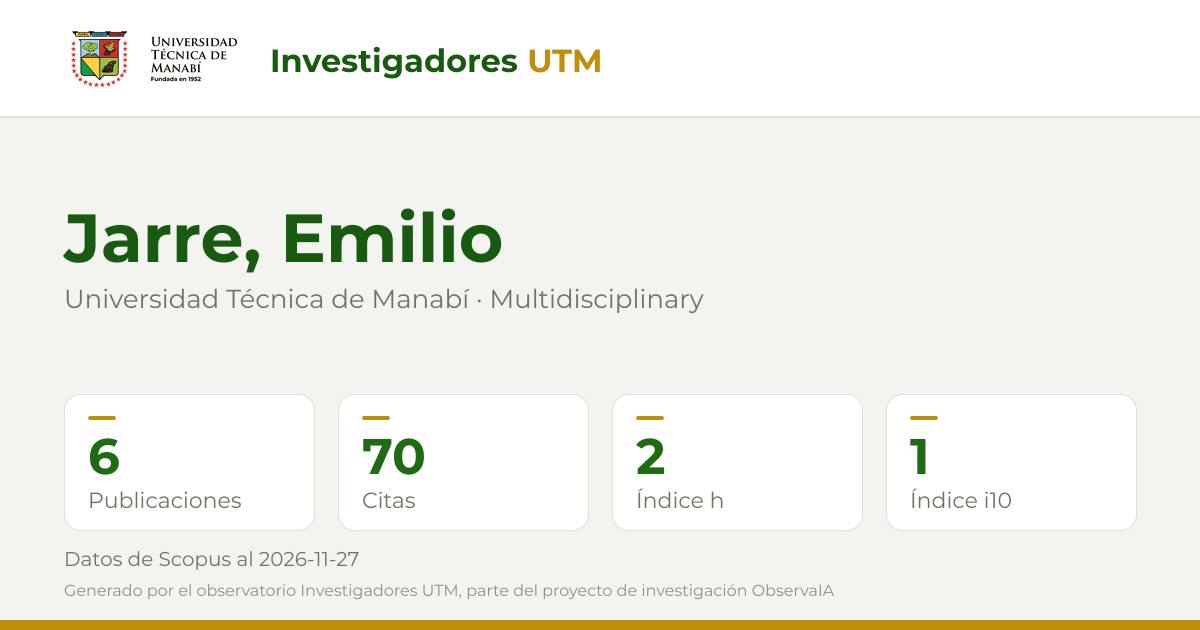 UNIVERSIDAD
TÉCNICA DE
MANABÍ
Fundada en 1952
Investigadores UTM
Jarre, Emilio
Universidad Técnica de Manabí · Multidisciplinary
6
Publicaciones
70
Citas
2
Índice h
1
Índice i10
Datos de Scopus al 2026-11-27
Generado por el observatorio Investigadores UTM, parte del proyecto de investigación ObservaIA